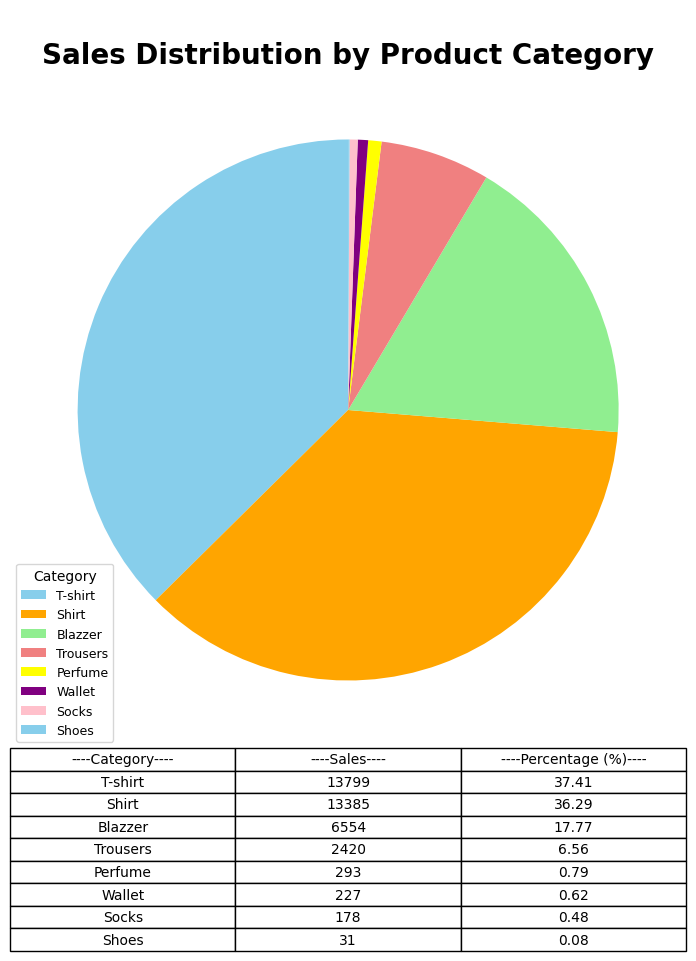 Sales Distribution by Product Category
Category
T-shirt
Shirt
Blazzer
Trousers
Perfume
Wallet
Socks
Shoes
----Category---- ----Sales---- ----Percentage (%)----
T-shirt 13799 37.41
Shirt 13385 36.29
Blazzer 6554 17.77
Trousers 2420 6.56
Perfume 293 0.79
Wallet 227 0.62
Socks 178 0.48
Shoes 31 0.08